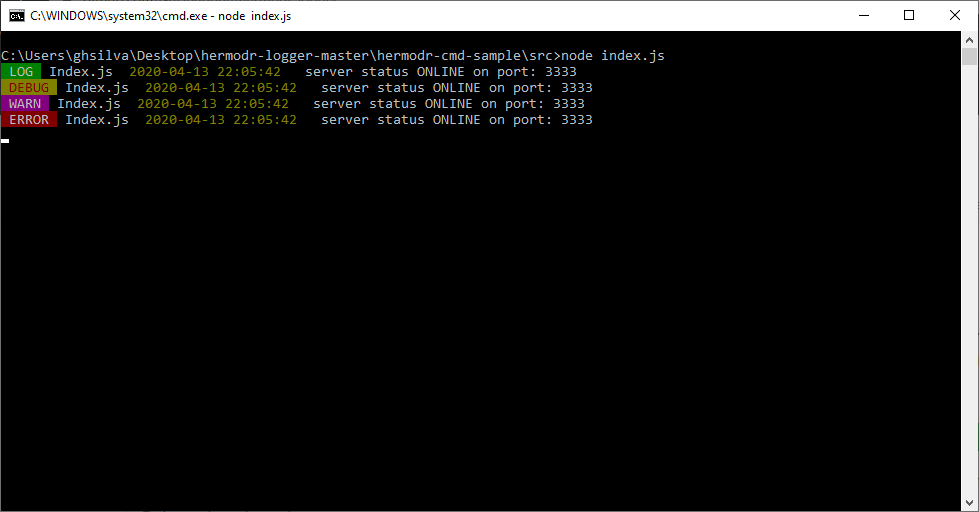 C:\WINDOWS\system32\cmd.exe - node  index.js
C:\Users\ghsilva\Desktop\hermodr-logger-master\hermodr-cmd-sample\src>node index.js
LOG  Index.js  2020-04-13 22:05:42   server status ONLINE on port: 3333
DEBUG  Index.js  2020-04-13 22:05:42   server status ONLINE on port: 3333
WARN  Index.js  2020-04-13 22:05:42   server status ONLINE on port: 3333
ERROR  Index.js  2020-04-13 22:05:42   server status ONLINE on port: 3333